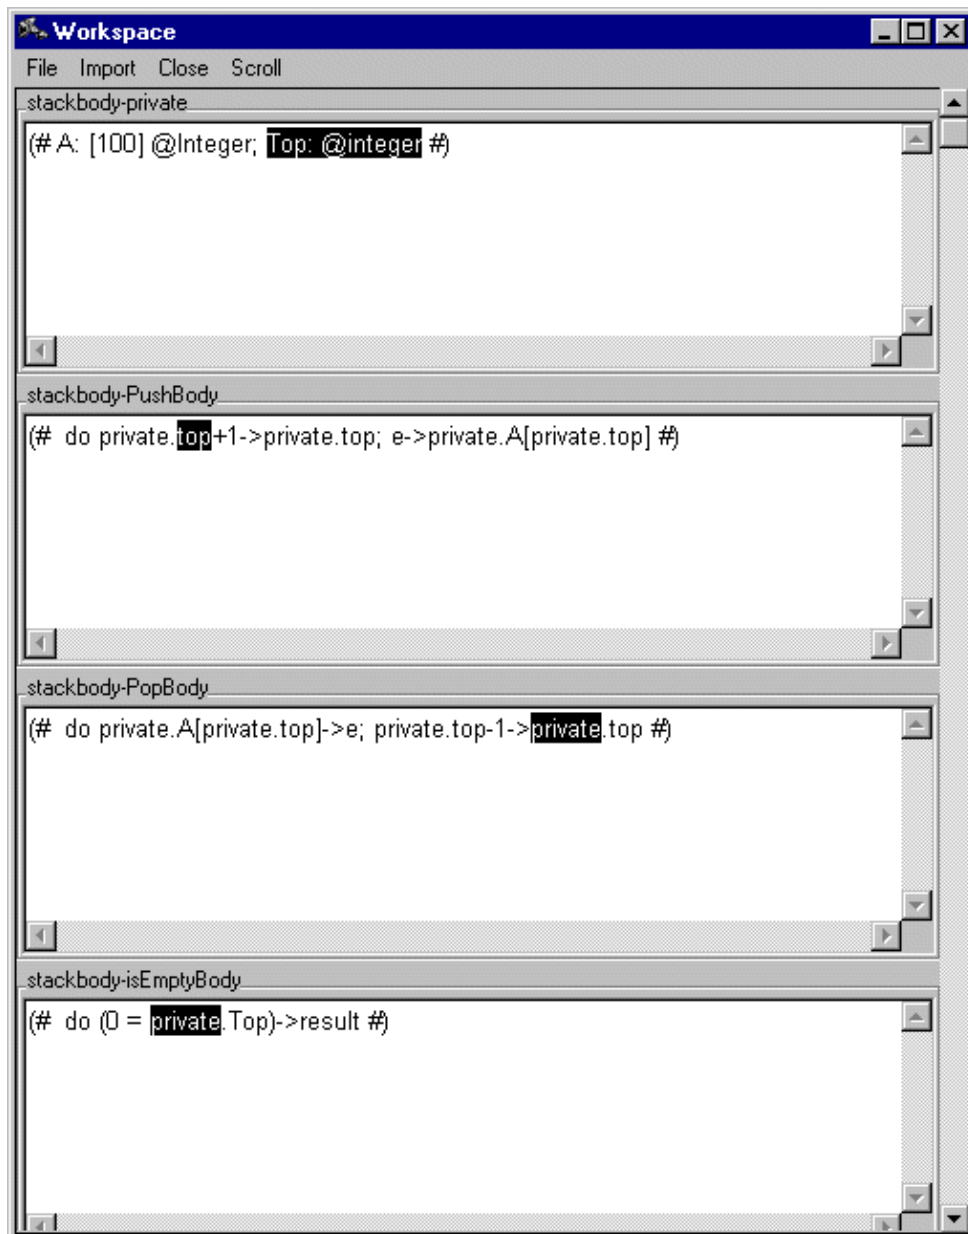 Workspace
File Import Close Scroll
stackbody-private
(# A: [100] @Integer; Top: @integer #)
stackbody-PushBody
(#  do private.top+1->private.top; e->private.A[private.top] #)
stackbody-PopBody
(#  do private.A[private.top]->e; private.top-1->private.top #)
stackbody-isEmptyBody
(#  do (0 = private.Top)->result #)